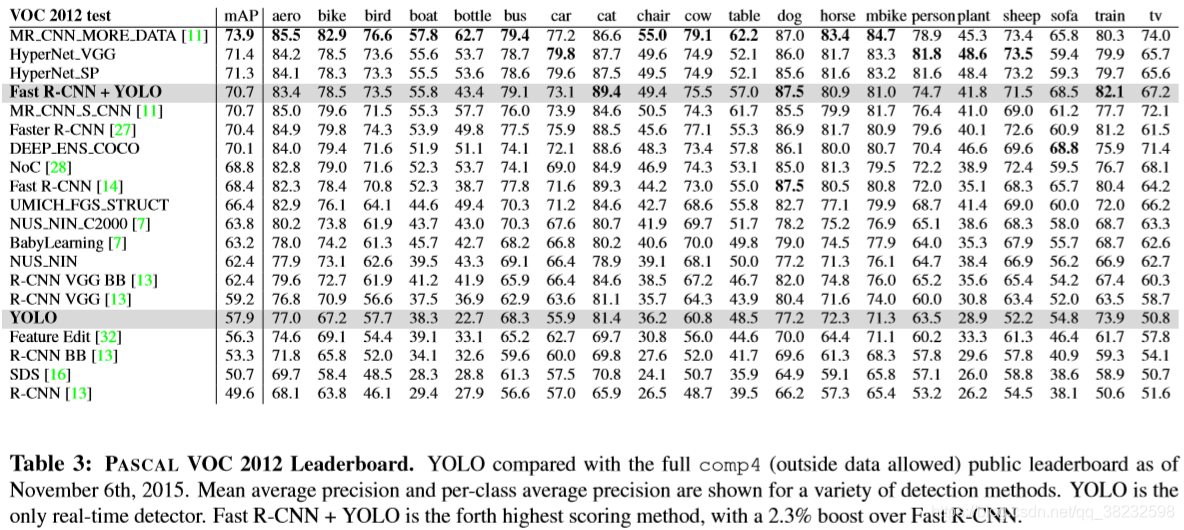 VOC 2012 test mAP aero bike bird boat bottle bus car cat chair cow table dog horse mbike person plant sheep sofa train tv
MR_CNN_MORE_DATA [11] 73.9 85.5 82.9 76.6 57.8 62.7 79.4 77.2 86.6 55.0 79.1 62.2 87.0 83.4 84.7 78.9 45.3 73.4 65.8 80.3 74.0
HyperNet_VGG 71.4 84.2 78.5 73.6 55.6 53.7 78.7 79.8 87.7 49.6 74.9 52.1 86.0 81.7 83.3 81.8 48.6 73.5 59.4 79.9 65.7
HyperNet_SP 71.3 84.1 78.3 73.3 55.5 53.6 78.6 79.6 87.5 49.5 74.9 52.1 85.6 81.6 83.2 81.6 48.4 73.2 59.3 79.7 65.6
Fast R-CNN + YOLO 70.7 83.4 78.5 73.5 55.8 43.4 79.1 73.1 89.4 49.4 75.5 57.0 87.5 80.9 81.0 74.7 41.8 71.5 68.5 82.1 67.2
MR_CNN_S_CNN [11] 70.7 85.0 79.6 71.5 55.3 57.7 76.0 73.9 84.6 50.5 74.3 61.7 85.5 79.9 81.7 76.4 41.0 69.0 61.2 77.7 72.1
Faster R-CNN [27] 70.4 84.9 79.8 74.3 53.9 49.8 77.5 75.9 88.5 45.6 77.1 55.3 86.9 81.7 80.9 79.6 40.1 72.6 60.9 81.2 61.5
DEEP_ENS_COCO 70.1 84.0 79.4 71.6 51.9 51.1 74.1 72.1 88.6 48.3 73.4 57.8 86.1 80.0 80.7 70.4 46.6 69.6 68.8 75.9 71.4
NoC [28] 68.8 82.8 79.0 71.6 52.3 53.7 74.1 69.0 84.9 46.9 74.3 53.1 85.0 81.3 79.5 72.2 38.9 72.4 59.5 76.7 68.1
Fast R-CNN [14] 68.4 82.3 78.4 70.8 52.3 38.7 77.8 71.6 89.3 44.2 73.0 55.0 87.5 80.5 80.8 72.0 35.1 68.3 65.7 80.4 64.2
UMICH_FGS_STRUCT 66.4 82.9 76.1 64.1 44.6 49.4 70.3 71.2 84.6 42.7 68.6 55.8 82.7 77.1 79.9 68.7 41.4 69.0 60.0 72.0 66.2
NUS_NIN_C2000 [7] 63.8 80.2 73.8 61.9 43.7 43.0 70.3 67.6 80.7 41.9 69.7 51.7 78.2 75.2 76.9 65.1 38.6 68.3 58.0 68.7 63.3
BabyLearning [7] 63.2 78.0 74.2 61.3 45.7 42.7 68.2 66.8 80.2 40.6 70.0 49.8 79.0 74.5 77.9 64.0 35.3 67.9 55.7 68.7 62.6
NUS_NIN 62.4 77.9 73.1 62.6 39.5 43.3 69.1 66.4 78.9 39.1 68.1 50.0 77.2 71.3 76.1 64.7 38.4 66.9 56.2 66.9 62.7
R-CNN VGG BB [13] 62.4 79.6 72.7 61.9 41.2 41.9 65.9 66.4 84.6 38.5 67.2 46.7 82.0 74.8 76.0 65.2 35.6 65.4 54.2 67.4 60.3
R-CNN VGG [13] 59.2 76.8 70.9 56.6 37.5 36.9 62.9 63.6 81.1 35.7 64.3 43.9 80.4 71.6 74.0 60.0 30.8 63.4 52.0 63.5 58.7
YOLO 57.9 77.0 67.2 57.7 38.3 22.7 68.3 55.9 81.4 36.2 60.8 48.5 77.2 72.3 71.3 63.5 28.9 52.2 54.8 73.9 50.8
Feature Edit [32] 56.3 74.6 69.1 54.4 39.1 33.1 65.2 62.7 69.7 30.8 56.0 44.6 70.0 64.4 71.1 60.2 33.3 61.3 46.4 61.7 57.8
R-CNN BB [13] 53.3 71.8 65.8 52.0 34.1 32.6 59.6 60.0 69.8 27.6 52.0 41.7 69.6 61.3 68.3 57.8 29.6 57.8 40.9 59.3 54.1
SDS [16] 50.7 69.7 58.4 48.5 28.3 28.8 61.3 57.5 70.8 24.1 50.7 35.9 64.9 59.1 65.8 57.1 26.0 58.8 38.6 58.9 50.7
R-CNN [13] 49.6 68.1 63.8 46.1 29.4 27.9 56.6 57.0 65.9 26.5 48.7 39.5 66.2 57.3 65.4 53.2 26.2 54.5 38.1 50.6 51.6
Table 3: PASCAL VOC 2012 Leaderboard. YOLO compared with the full comp4 (outside data allowed) public leaderboard as of
November 6th, 2015. Mean average precision and per-class average precision are shown for a variety of detection methods. YOLO is the
only real-time detector. Fast R-CNN + YOLO is the forth highest scoring method, with a 2.3% boost over Fast R-CNN.